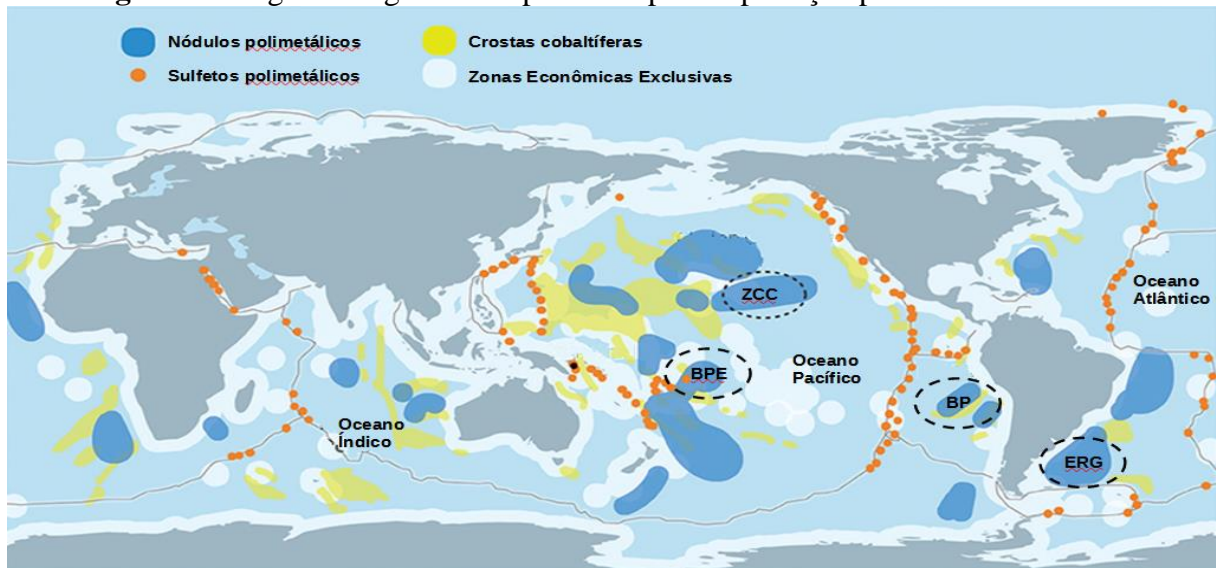 Nódulos polimetálicos
Crostas cobaltíferas
Sulfetos polimetálicos
Zonas Econômicas Exclusivas
ZCC
Oceano
Atlântico
BPE
Oceano
Pacífico
BP
Oceano
Índico
ERG